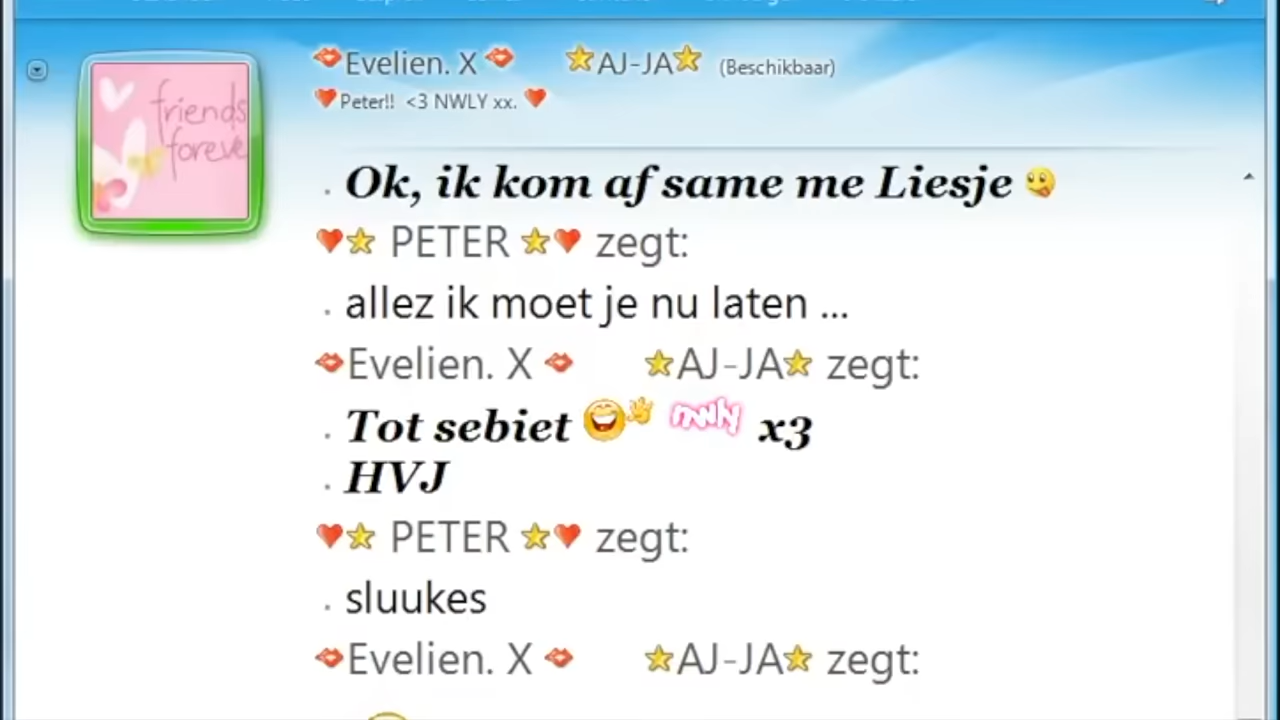 Evelien. X AJ-JA (Beschikbaar)
Peter!! <3 NWLY xx.
friends
foreve
Ok, ik kom af same me Liesje
PETER zegt:
allez ik moet je nu laten ...
Evelien. X AJ-JA zegt:
Tot sebiet nwly x3
HVJ
PETER zegt:
sluukes
Evelien. X AJ-JA zegt: